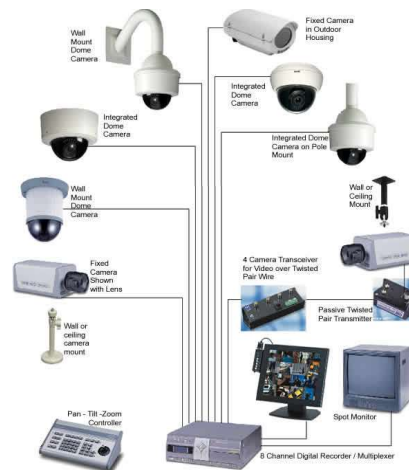 Wall
Mount
Dome
Camera
Fixed Camera
in Outdoor
Housing
Integrated
Dome
Camera
Integrated
Dome
Camera
Integrated Dome
Camera on Pole
Mount
Wall
Mount
Dome
Camera
Wall or
Ceiling
Mount
Fixed
Camera
Shown
with Lens
4 Camera Transceiver
for Video over Twisted
Pair Wire
Passive Twisted
Pair Transmitter
Wall or
ceiling
camera
mount
Spot Monitor
Pan - Tilt -Zoom
Controller
8 Channel Digital Recorder / Multiplexer